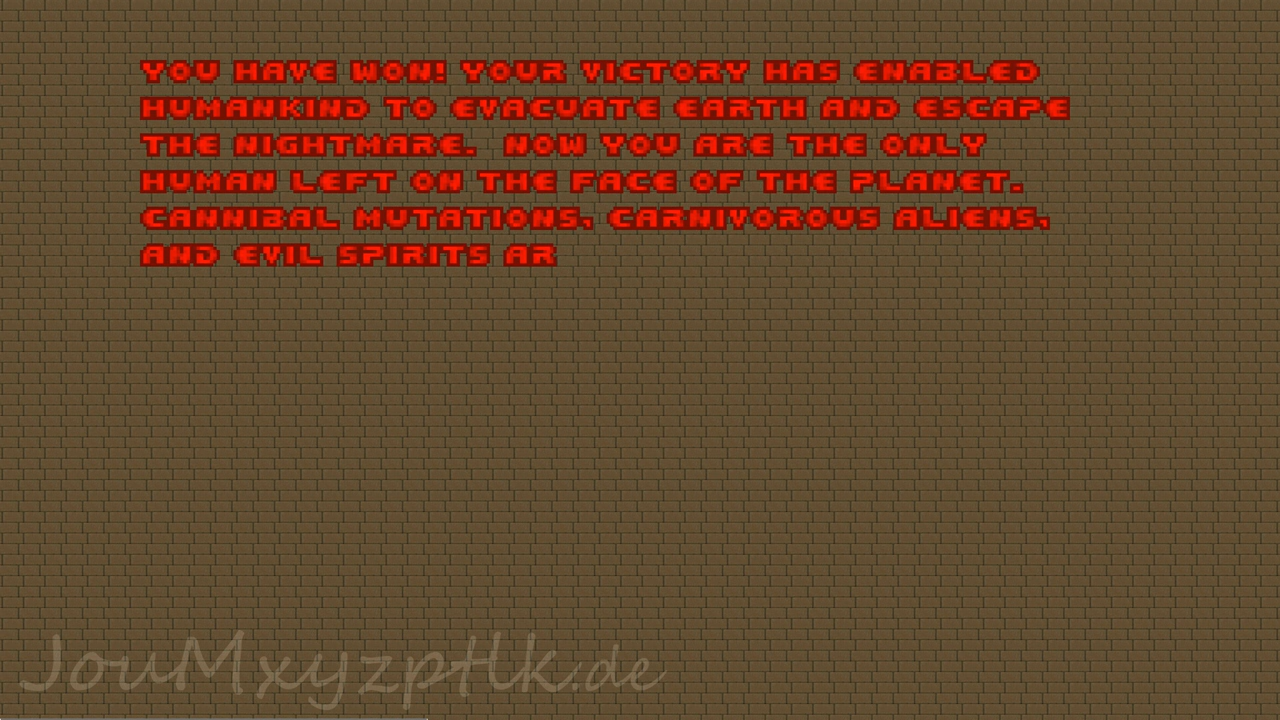 YOU HAVE WON! YOUR VICTORY HAS ENABLED
HUMANKIND TO EVACUATE EARTH AND ESCAPE
THE NIGHTMARE.  NOW YOU ARE THE ONLY
HUMAN LEFT ON THE FACE OF THE PLANET.
CANNIBAL MUTATIONS, CARNIVOROUS ALIENS,
AND EVIL SPIRITS AR
JouMxyzptlk.de